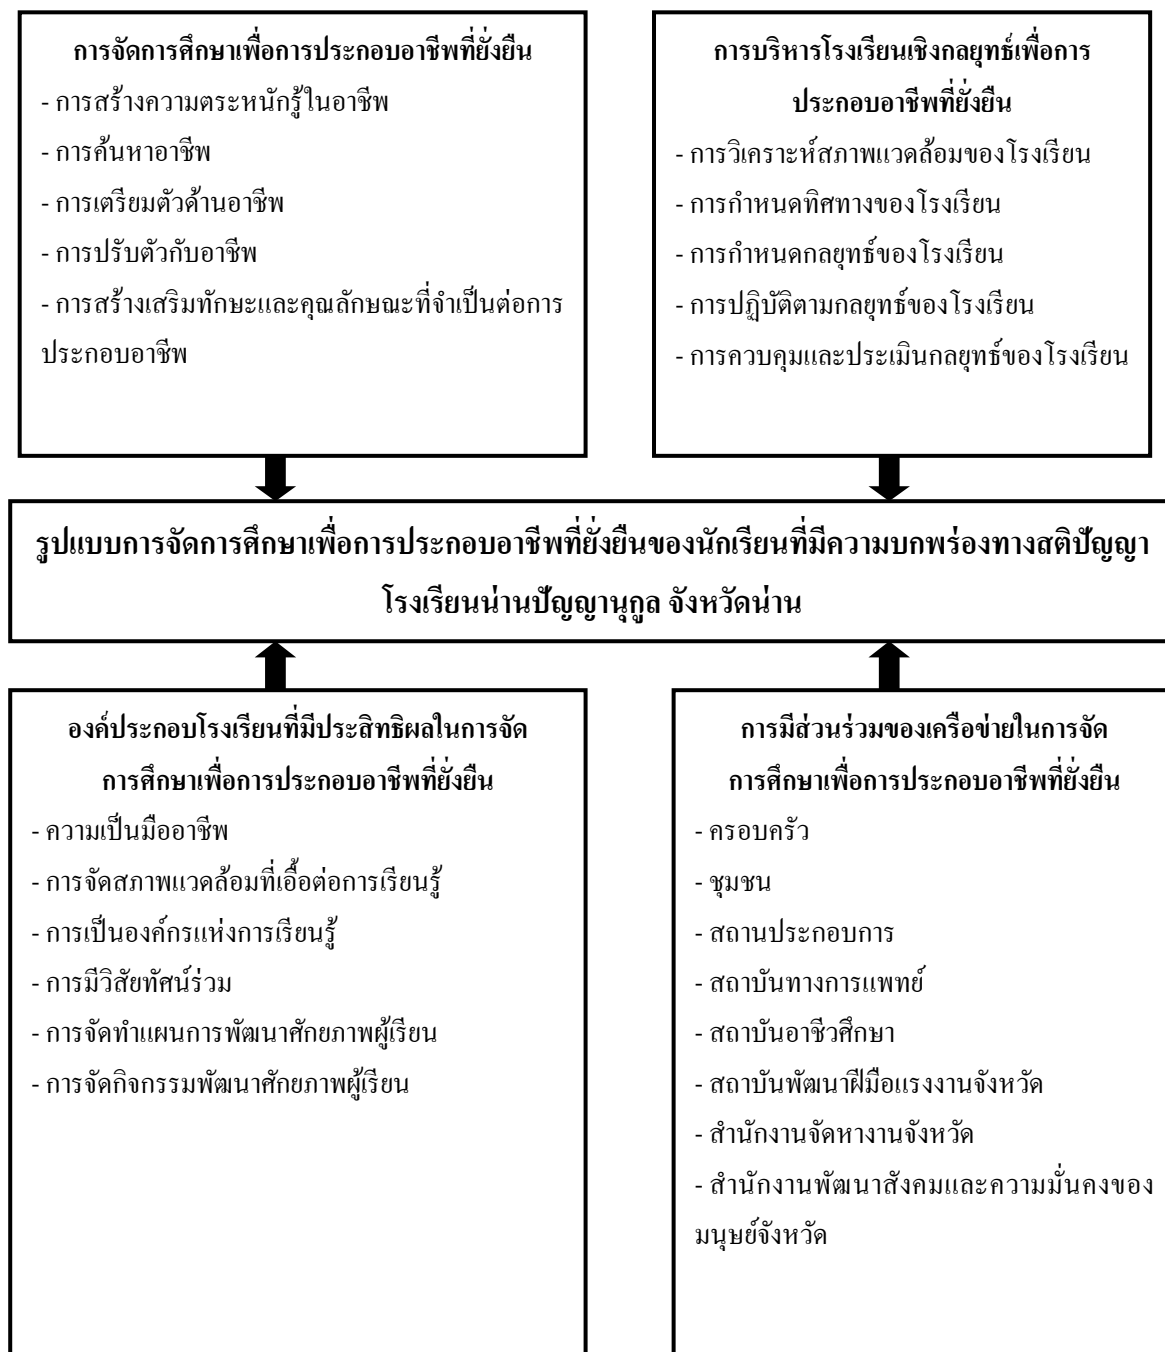 การจัดการศึกษาเพื่อการประกอบอาชีพที่ยั่งยืน
- การสร้างความตระหนักรู้ในอาชีพ
- การค้นหาอาชีพ
- การเตรียมตัวด้านอาชีพ
- การปรับตัวกับอาชีพ
- การสร้างเสริมทักษะและคุณลักษณะที่จำเป็นต่อการ
ประกอบอาชีพ
การบริหารโรงเรียนเชิงกลยุทธ์เพื่อการ
ประกอบอาชีพที่ยั่งยืน
- การวิเคราะห์สภาพแวดล้อมของโรงเรียน
- การกำหนดทิศทางของโรงเรียน
- การกำหนดกลยุทธ์ของโรงเรียน
- การปฏิบัติตามกลยุทธ์ของโรงเรียน
- การควบคุมและประเมินกลยุทธ์ของโรงเรียน
รูปแบบการจัดการศึกษาเพื่อการประกอบอาชีพที่ยั่งยืนของนักเรียนที่มีความบกพร่องทางสติปัญญา
โรงเรียนน่านปัญญานุกูล จังหวัดน่าน
องค์ประกอบโรงเรียนที่มีประสิทธิผลในการจัด
การศึกษาเพื่อการประกอบอาชีพที่ยั่งยืน
- ความเป็นมืออาชีพ
- การจัดสภาพแวดล้อมที่เอื้อต่อการเรียนรู้
- การเป็นองค์กรแห่งการเรียนรู้
- การมีวิสัยทัศน์ร่วม
- การจัดทำแผนการพัฒนาศักยภาพผู้เรียน
- การจัดกิจกรรมพัฒนาศักยภาพผู้เรียน
การมีส่วนร่วมของเครือข่ายในการจัด
การศึกษาเพื่อการประกอบอาชีพที่ยั่งยืน
- ครอบครัว
- ชุมชน
- สถานประกอบการ
- สถาบันทางการแพทย์
- สถาบันอาชีวศึกษา
- สถาบันพัฒนาฝีมือแรงงานจังหวัด
- สำนักงานจัดหางานจังหวัด
- สำนักงานพัฒนาสังคมและความมั่นคงของ
มนุษย์จังหวัด